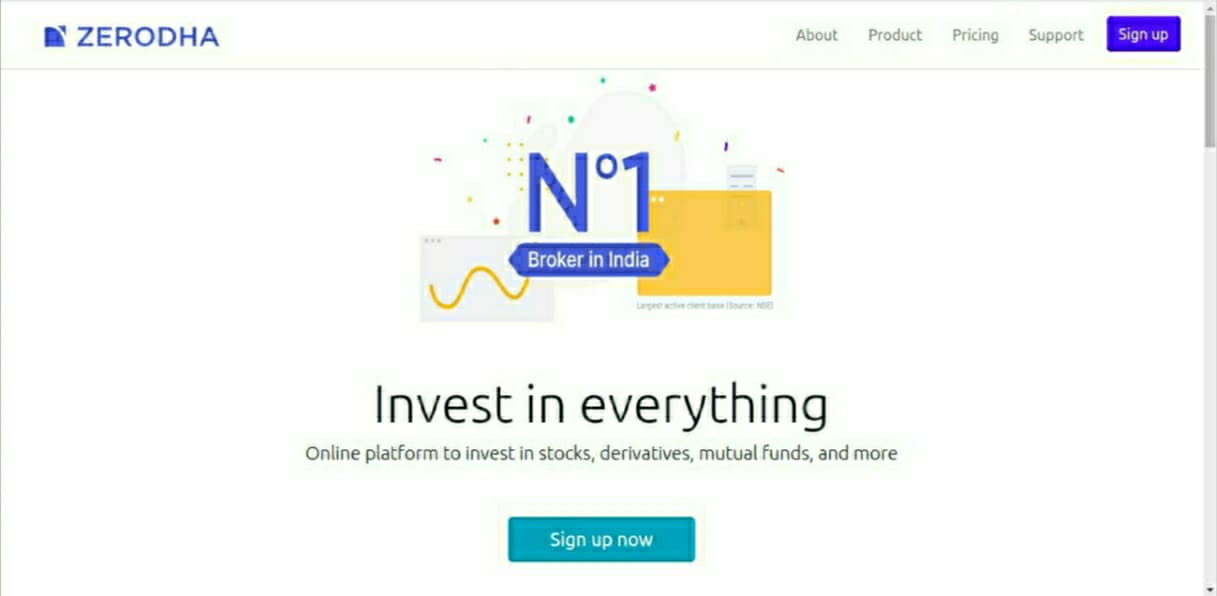 ZERODHA
About
Product
Pricing
Support
Sign up
Nº1
Broker in India
Largest active client base (Source: NSE)
Invest in everything
Online platform to invest in stocks, derivatives, mutual funds, and more
Sign up now